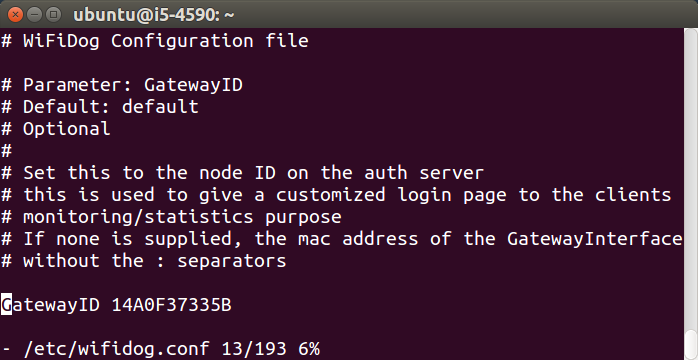 ubuntu@i5-4590: ~
# WiFiDog Configuration file
# Parameter: GatewayID
# Default: default
# Optional
#
# Set this to the node ID on the auth server
# this is used to give a customized login page to the clients
# monitoring/statistics purpose
# If none is supplied, the mac address of the GatewayInterface
# without the : separators
GatewayID 14A0F37335B
- /etc/wifidog.conf 13/193 6%